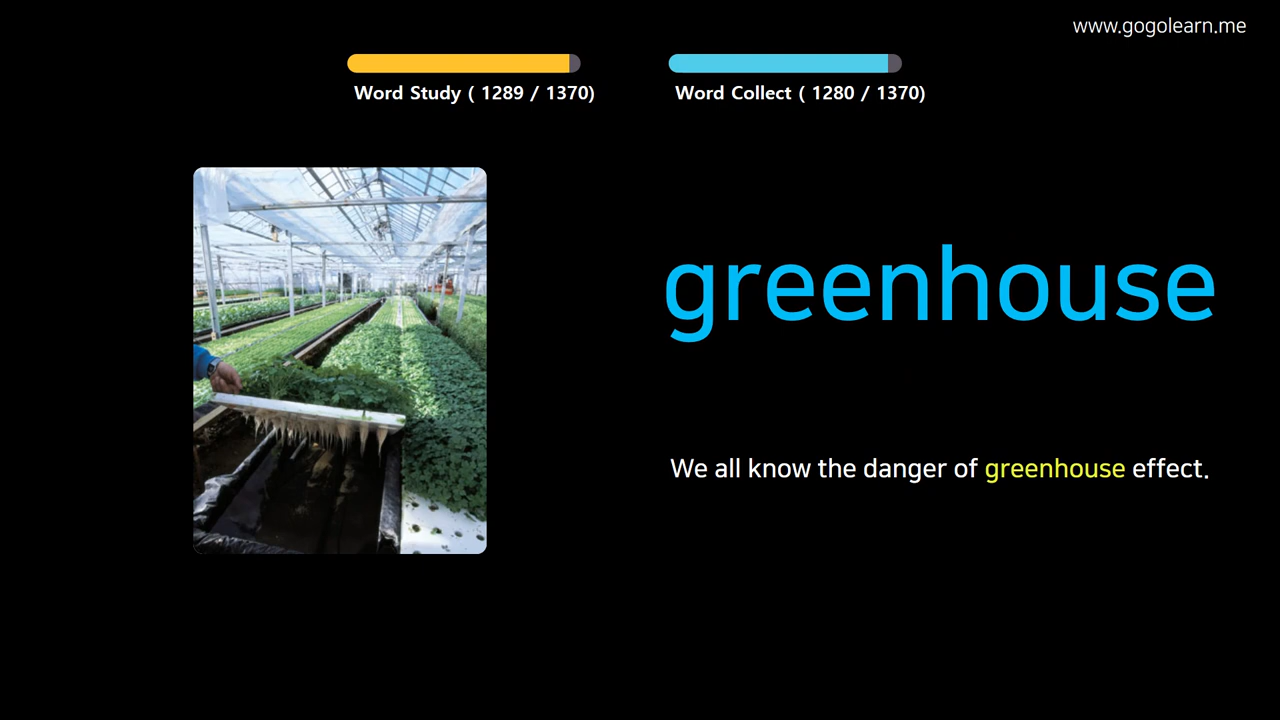 www.gogolearn.me
Word Study ( 1289 / 1370)
Word Collect ( 1280 / 1370)
greenhouse
We all know the danger of greenhouse effect.